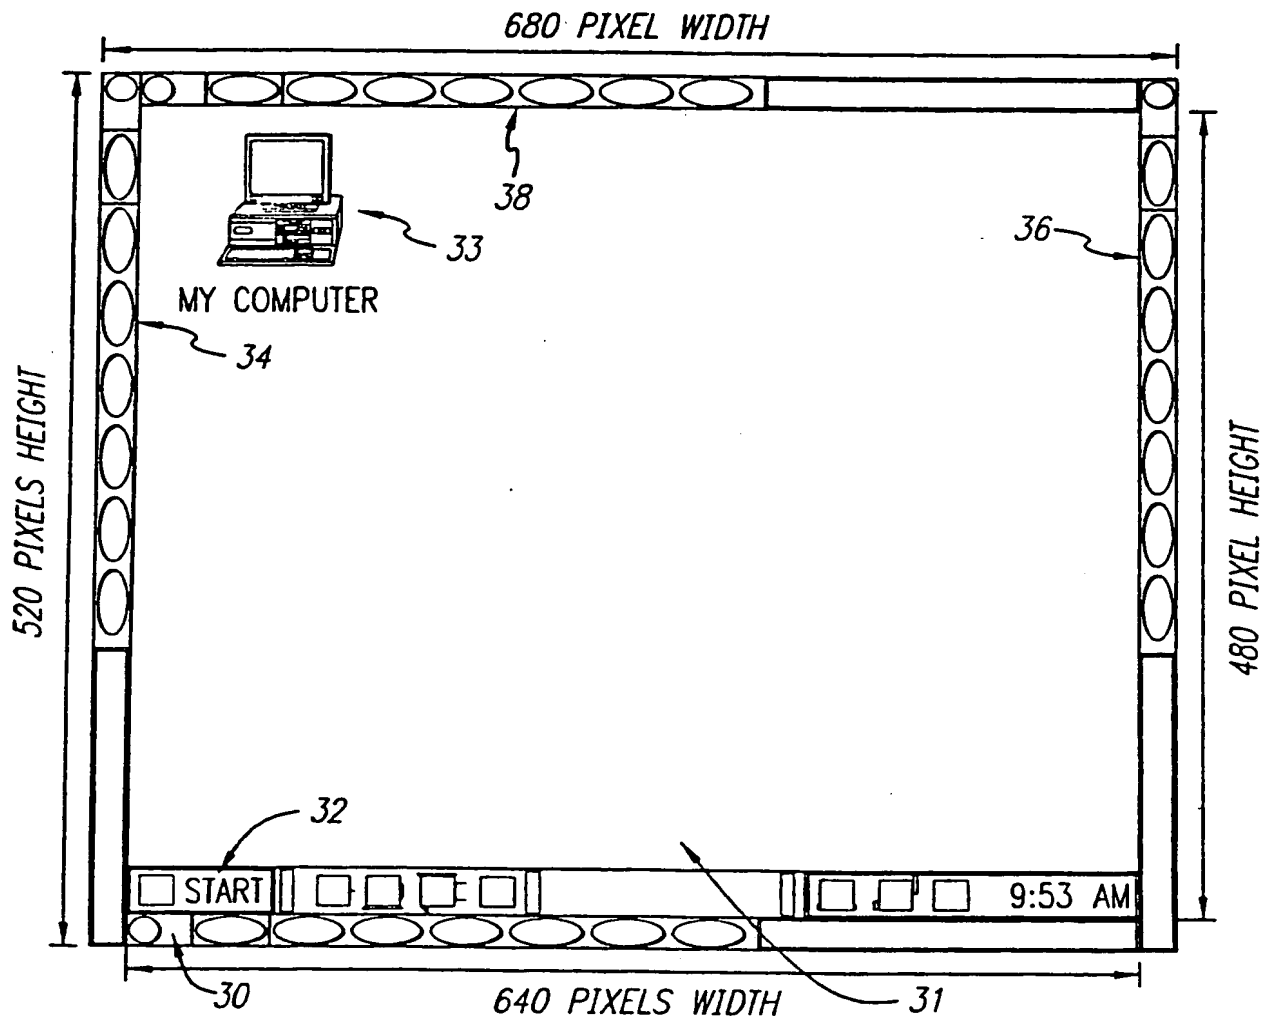 680 PIXEL WIDTH
38
33
36
MY COMPUTER
34
520 PIXELS HEIGHT
480 PIXEL HEIGHT
32
START
9:53 AM
30
640 PIXELS WIDTH
31